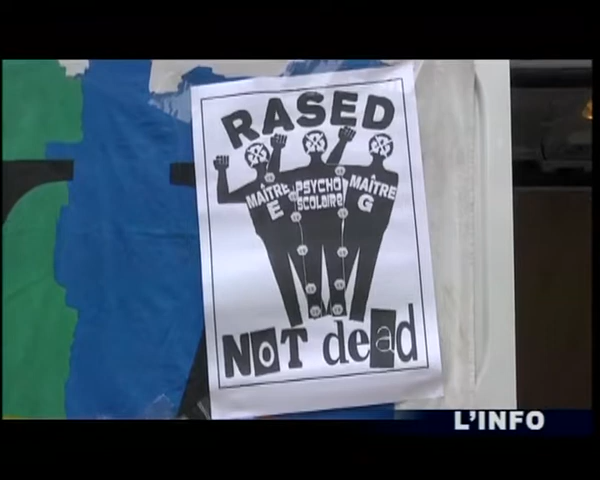 RASED
MAÎTRE E
PSYCHO SCOLAIRE
MAÎTRE G
NOT dead
L'INFO